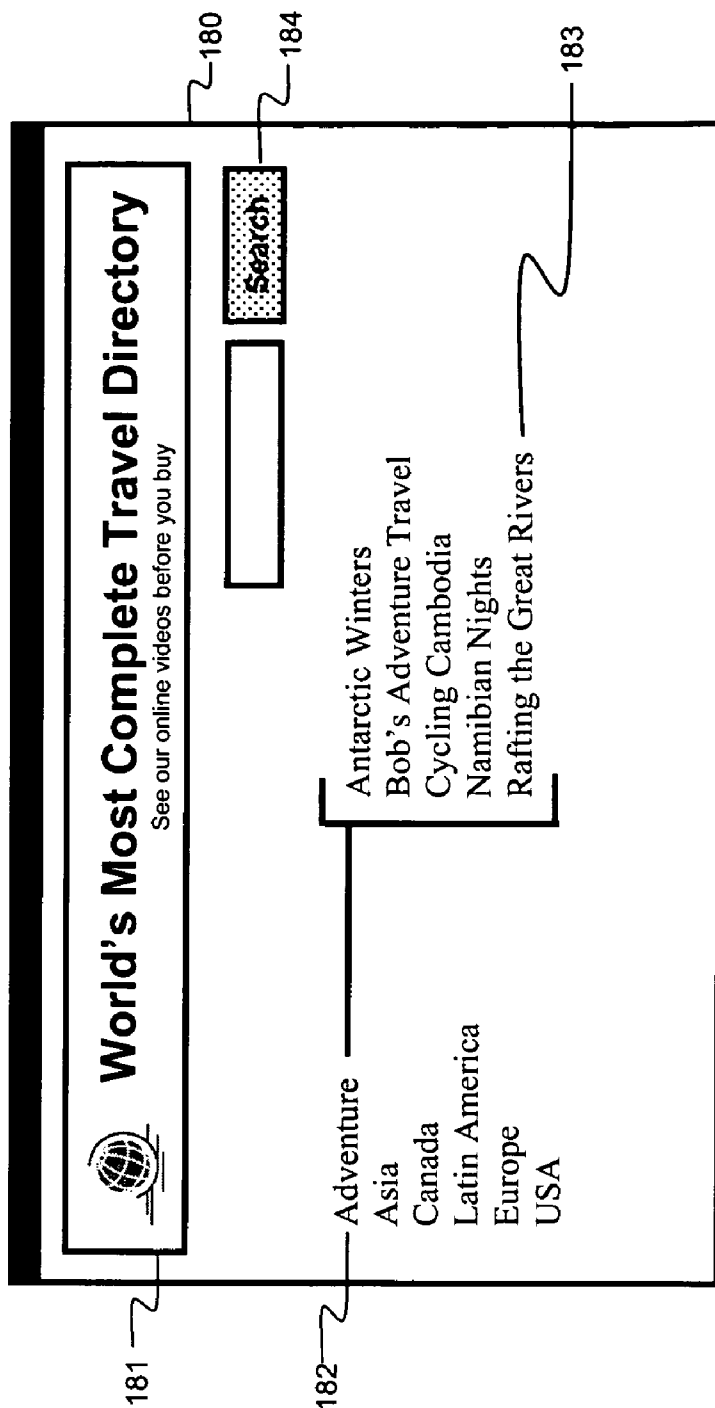 World's Most Complete Travel Directory
See our online videos before you buy
Search
Adventure
Asia
Canada
Latin America
Europe
USA
Antarctic Winters
Bob's Adventure Travel
Cycling Cambodia
Namibian Nights
Rafting the Great Rivers
180
184
183
181
182